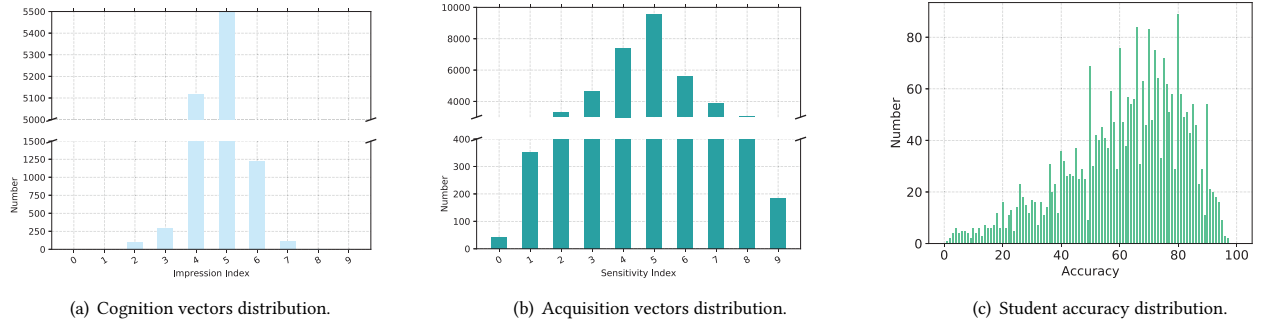 5500
5400
5300
5200
5100
5000
1500
1250
1000
750
500
250
0
Number
0 1 2 3 4 5 6 7 8 9
Impression Index
(a) Cognition vectors distribution.
10000
8000
6000
4000
400
300
200
100
0
Number
0 1 2 3 4 5 6 7 8 9
Sensitivity Index
(b) Acquisition vectors distribution.
80
60
40
20
0
Number
0 20 40 60 80 100
Accuracy
(c) Student accuracy distribution.